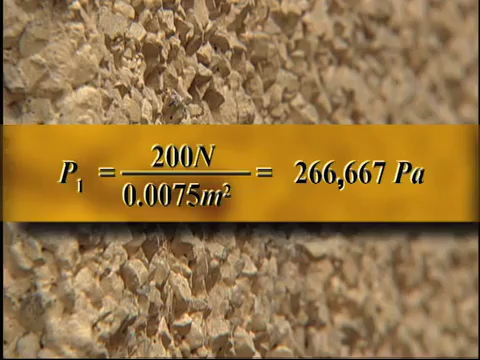 P₁ = 200N / 0.0075m² = 266,667 Pa